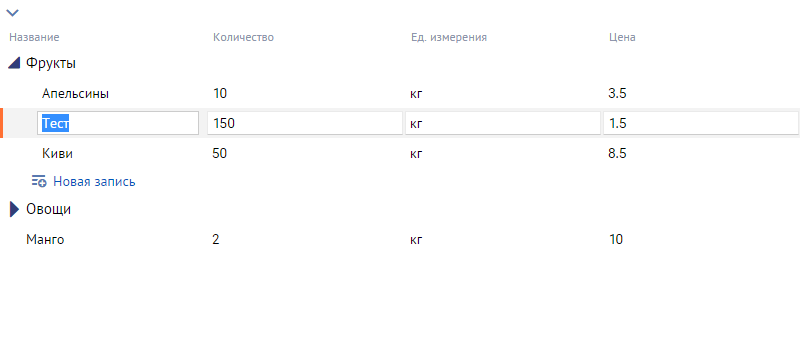 Название Количество Ед. измерения Цена
Фрукты
Апельсины 10 кг 3.5
Тест 150 кг 1.5
Киви 50 кг 8.5
Новая запись
Овощи
Манго 2 кг 10